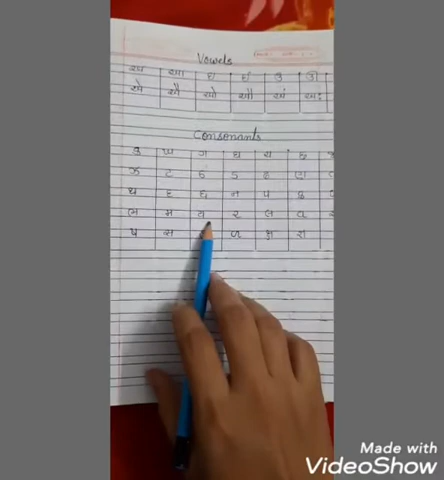 Vowels
અ આ ઇ ઈ ઉ ઊ
એ ઐ ઓ ઔ અં અઃ
Consonants
ક ખ ગ ઘ ચ છ
ઝ ટ ઠ ડ ઢ ણ
થ દ ધ ન પ ફ
ભ મ ય ર લ વ
ષ સ ળ ક્ષ જ્ઞ
Made with
VideoShow